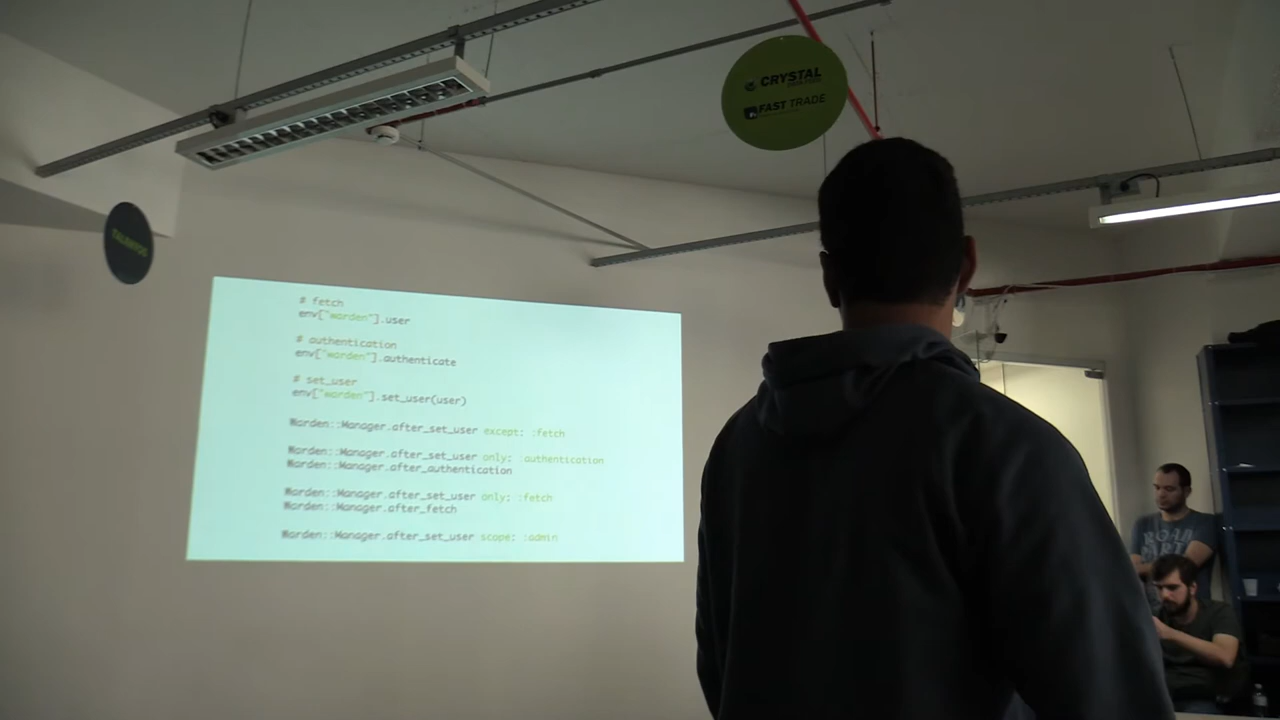 CRYSTAL
FAST TRADE
TALENTOS
# fetch
env["warden"].user
# authentication
env["warden"].authenticate
# set_user
env["warden"].set_user(user)
Warden::Manager.after_set_user except: :fetch
Warden::Manager.after_set_user only: :authentication
Warden::Manager.after_authentication
Warden::Manager.after_set_user only: :fetch
Warden::Manager.after_fetch
Warden::Manager.after_set_user scope: :admin